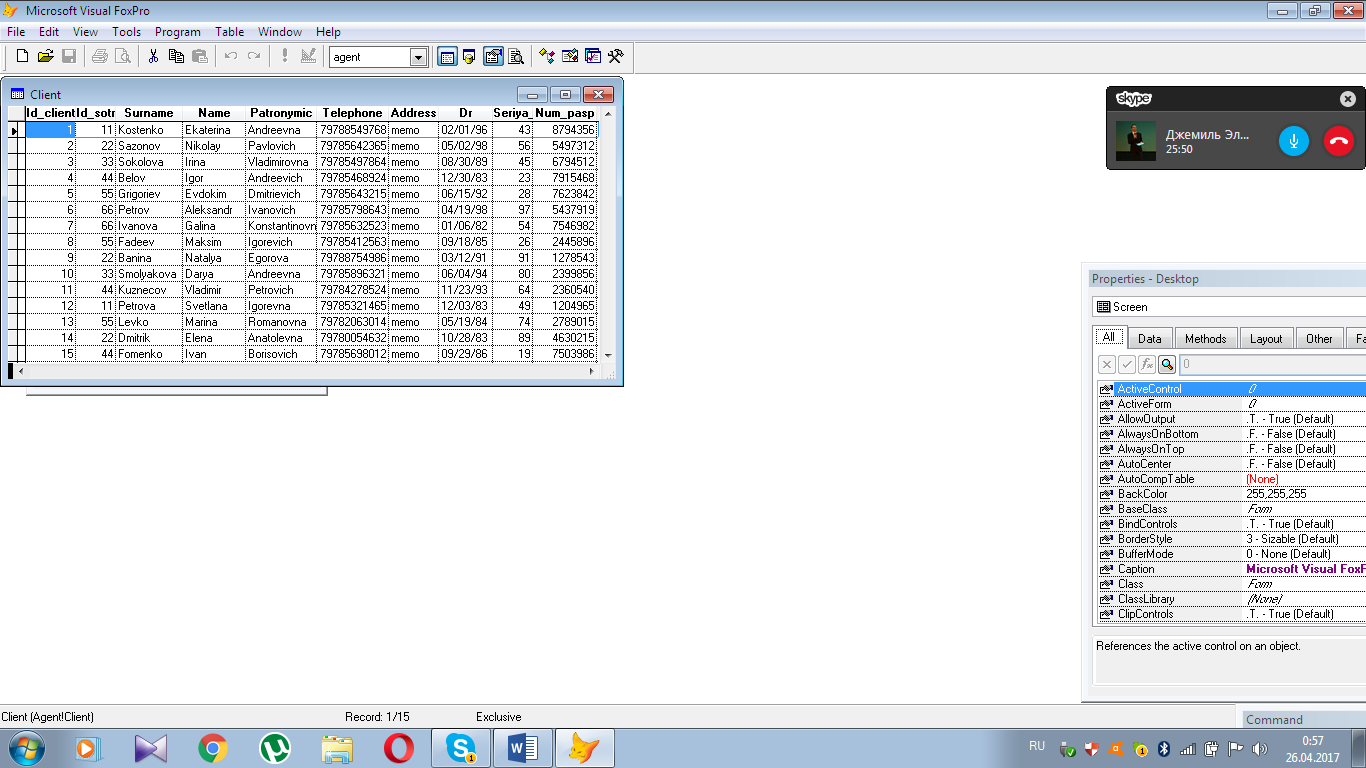 Microsoft Visual FoxPro
File Edit View Tools Program Table Window Help
agent
Client
Id_client Id_sotr Surname Name Patronymic Telephone Address Dr Seriya_ Num_pasp
1 11 Kostenko Ekaterina Andreevna 79788549768 memo 02/01/96 43 8794356
2 22 Sazonov Nikolay Pavlovich 79785642365 memo 05/02/98 56 5497312
3 33 Sokolova Irina Vladimirovna 79785497864 memo 08/30/89 45 6794512
4 44 Belov Igor Andreevich 79785468924 memo 12/30/83 23 7915468
5 55 Grigoriev Evdokim Dmitrievich 79785643215 memo 06/15/92 28 7623842
6 66 Petrov Aleksandr Ivanovich 79785798643 memo 04/19/98 97 5437919
7 66 Ivanova Galina Konstantinovn 79785632523 memo 01/06/82 54 7546982
8 55 Fadeev Maksim Igorevich 79785412563 memo 09/18/85 26 2445896
9 22 Banina Natalya Egorova 79788754986 memo 03/12/91 91 1278543
10 33 Smolyakova Darya Andreevna 79785896321 memo 06/04/94 80 2399856
11 44 Kuznecov Vladimir Petrovich 79784278524 memo 11/23/93 64 2360540
12 11 Petrova Svetlana Igorevna 79785321465 memo 12/03/83 49 1204965
13 55 Levko Marina Romanovna 79782063014 memo 05/19/84 74 2789015
14 22 Dmitrik Elena Anatolevna 79780054632 memo 10/28/83 89 4630215
15 44 Fomenko Ivan Borisovich 79785698012 memo 09/29/86 19 7503986
skype
Джемиль Эл...
25:50
Properties - Desktop
Screen
All Data Methods Layout Other Fa
0
ActiveControl 0
ActiveForm 0
AllowOutput .T. - True (Default)
AlwaysOnBottom .F. - False (Default)
AlwaysOnTop .F. - False (Default)
AutoCenter .F. - False (Default)
AutoCompTable (None)
BackColor 255,255,255
BaseClass Form
BindControls .T. - True (Default)
BorderStyle 3 - Sizable (Default)
BufferMode 0 - None (Default)
Caption Microsoft Visual FoxP
Class Form
ClassLibrary (None)
ClipControls .T. - True (Default)
References the active control on an object.
Client (Agent!Client) Record: 1/15 Exclusive
Command
RU
0:57
26.04.2017